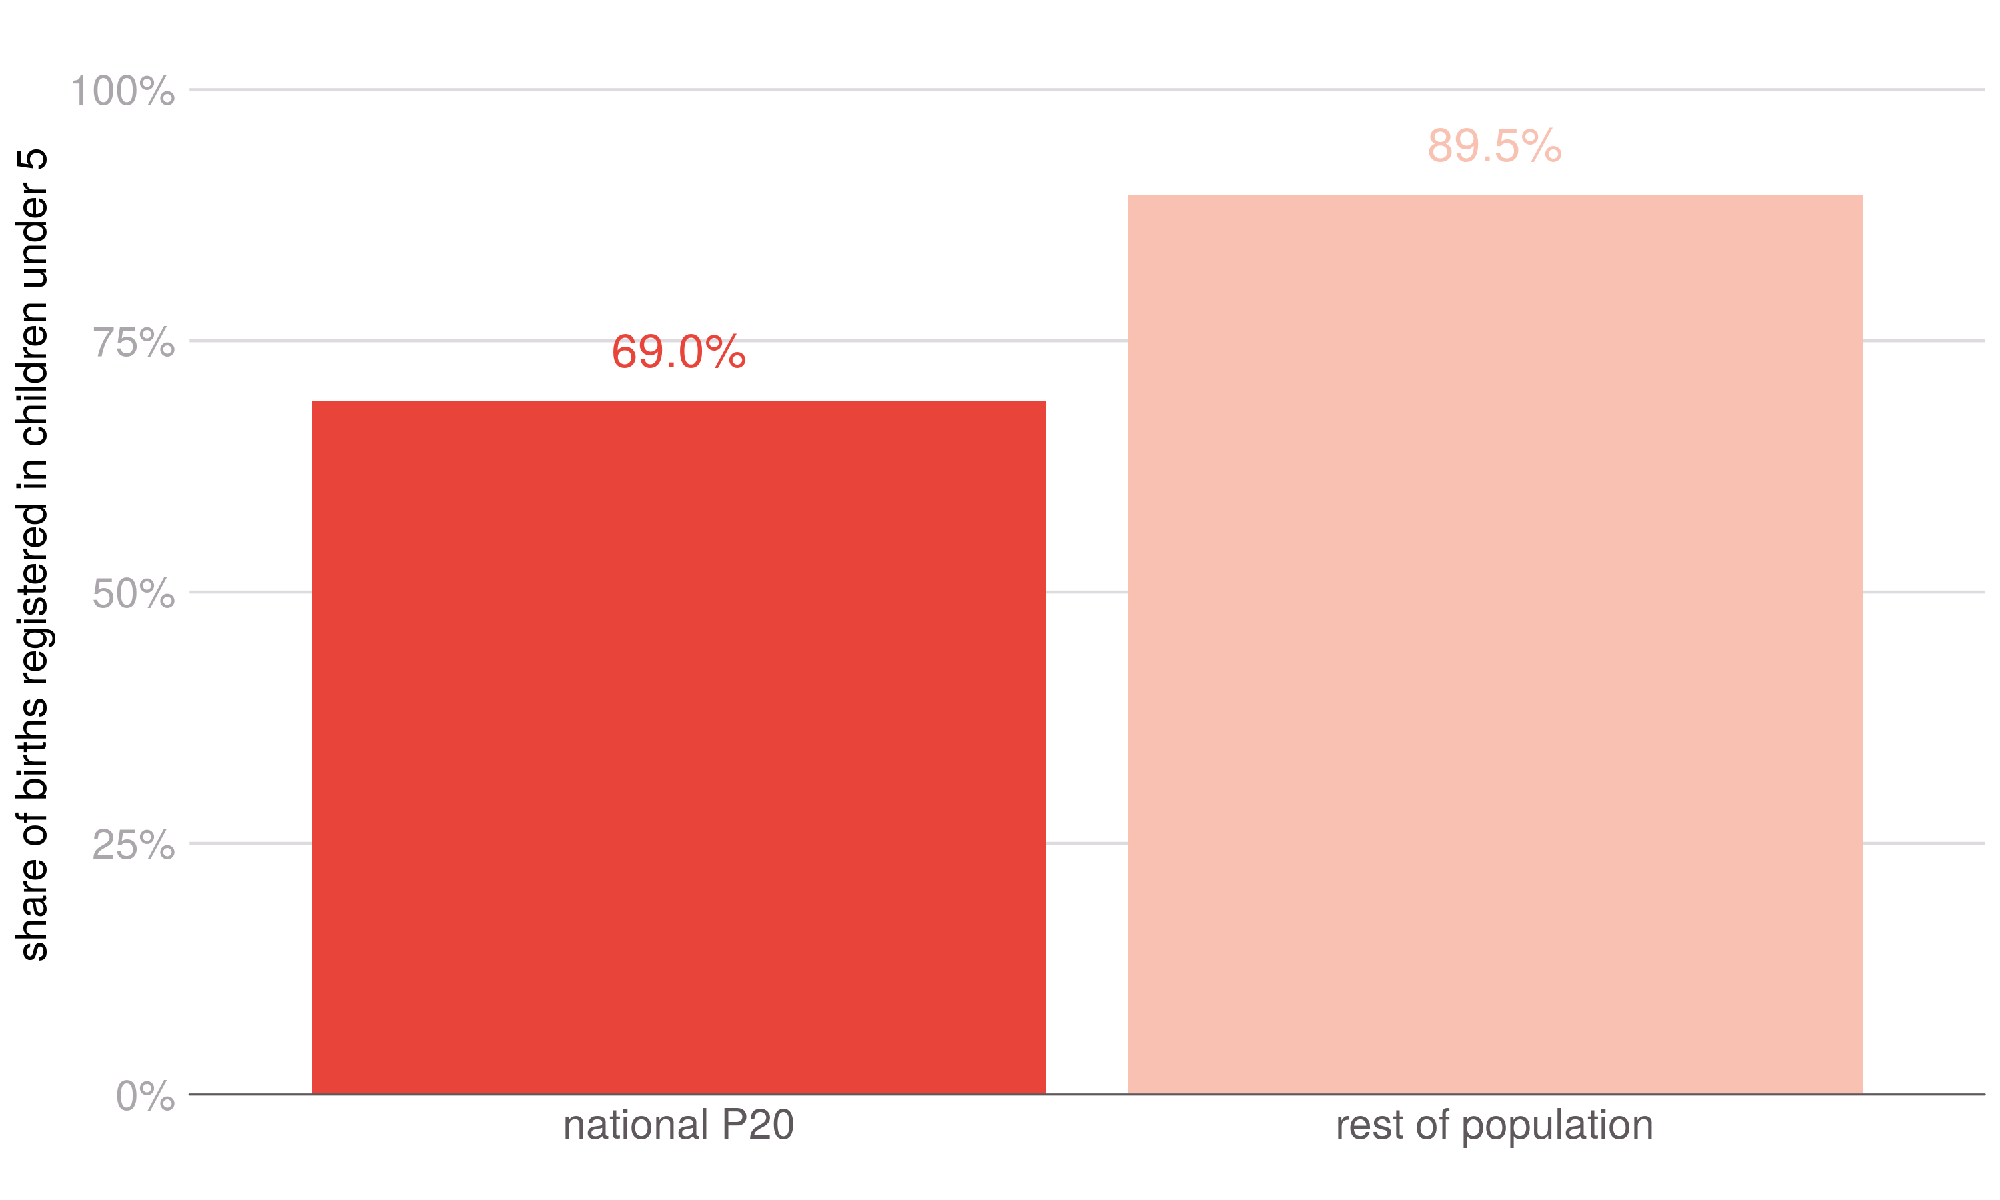 share of births registered in children under 5
100%
75%
50%
25%
0%
69.0%
89.5%
national P20
rest of population